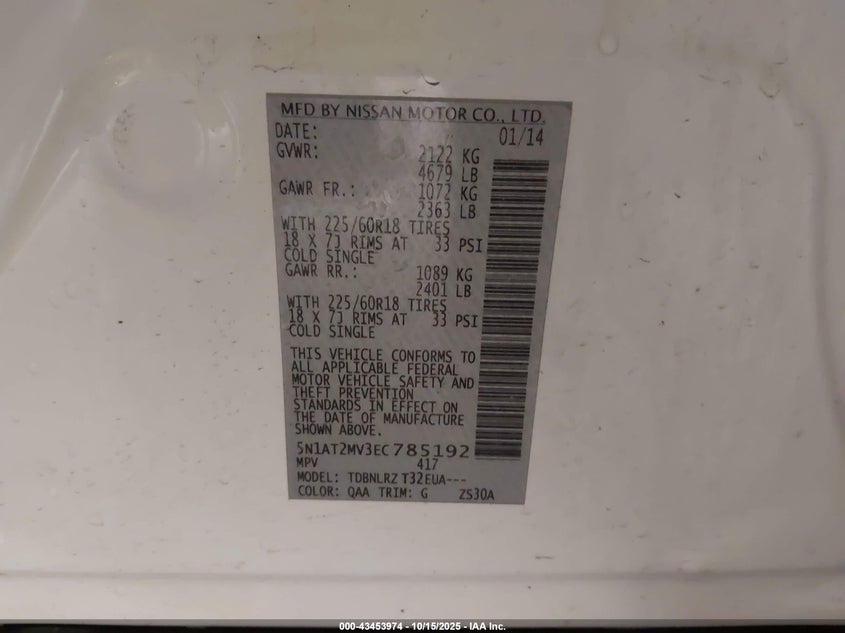 MFD BY NISSAN MOTOR CO., LTD.
DATE: 01/14
GVWR: 2122 KG
4679 LB
GAWR FR.: 1072 KG
2363 LB
WITH 225/60R18 TIRES
18 X 7J RIMS AT 33 PSI
COLD SINGLE
GAWR RR.: 1089 KG
2401 LB
WITH 225/60R18 TIRES
18 X 7J RIMS AT 33 PSI
COLD SINGLE
THIS VEHICLE CONFORMS TO
ALL APPLICABLE FEDERAL
MOTOR VEHICLE SAFETY AND
THEFT PREVENTION
STANDARDS IN EFFECT ON
THE DATE OF MANUFACTURE
SHOWN ABOVE.
5N1AT2MV3EC785192
MPV 417
MODEL: TDBNLRZ T32EUA---
COLOR: QAA TRIM: G ZS30A
000-43453974 - 10/15/2025 - IAA Inc.